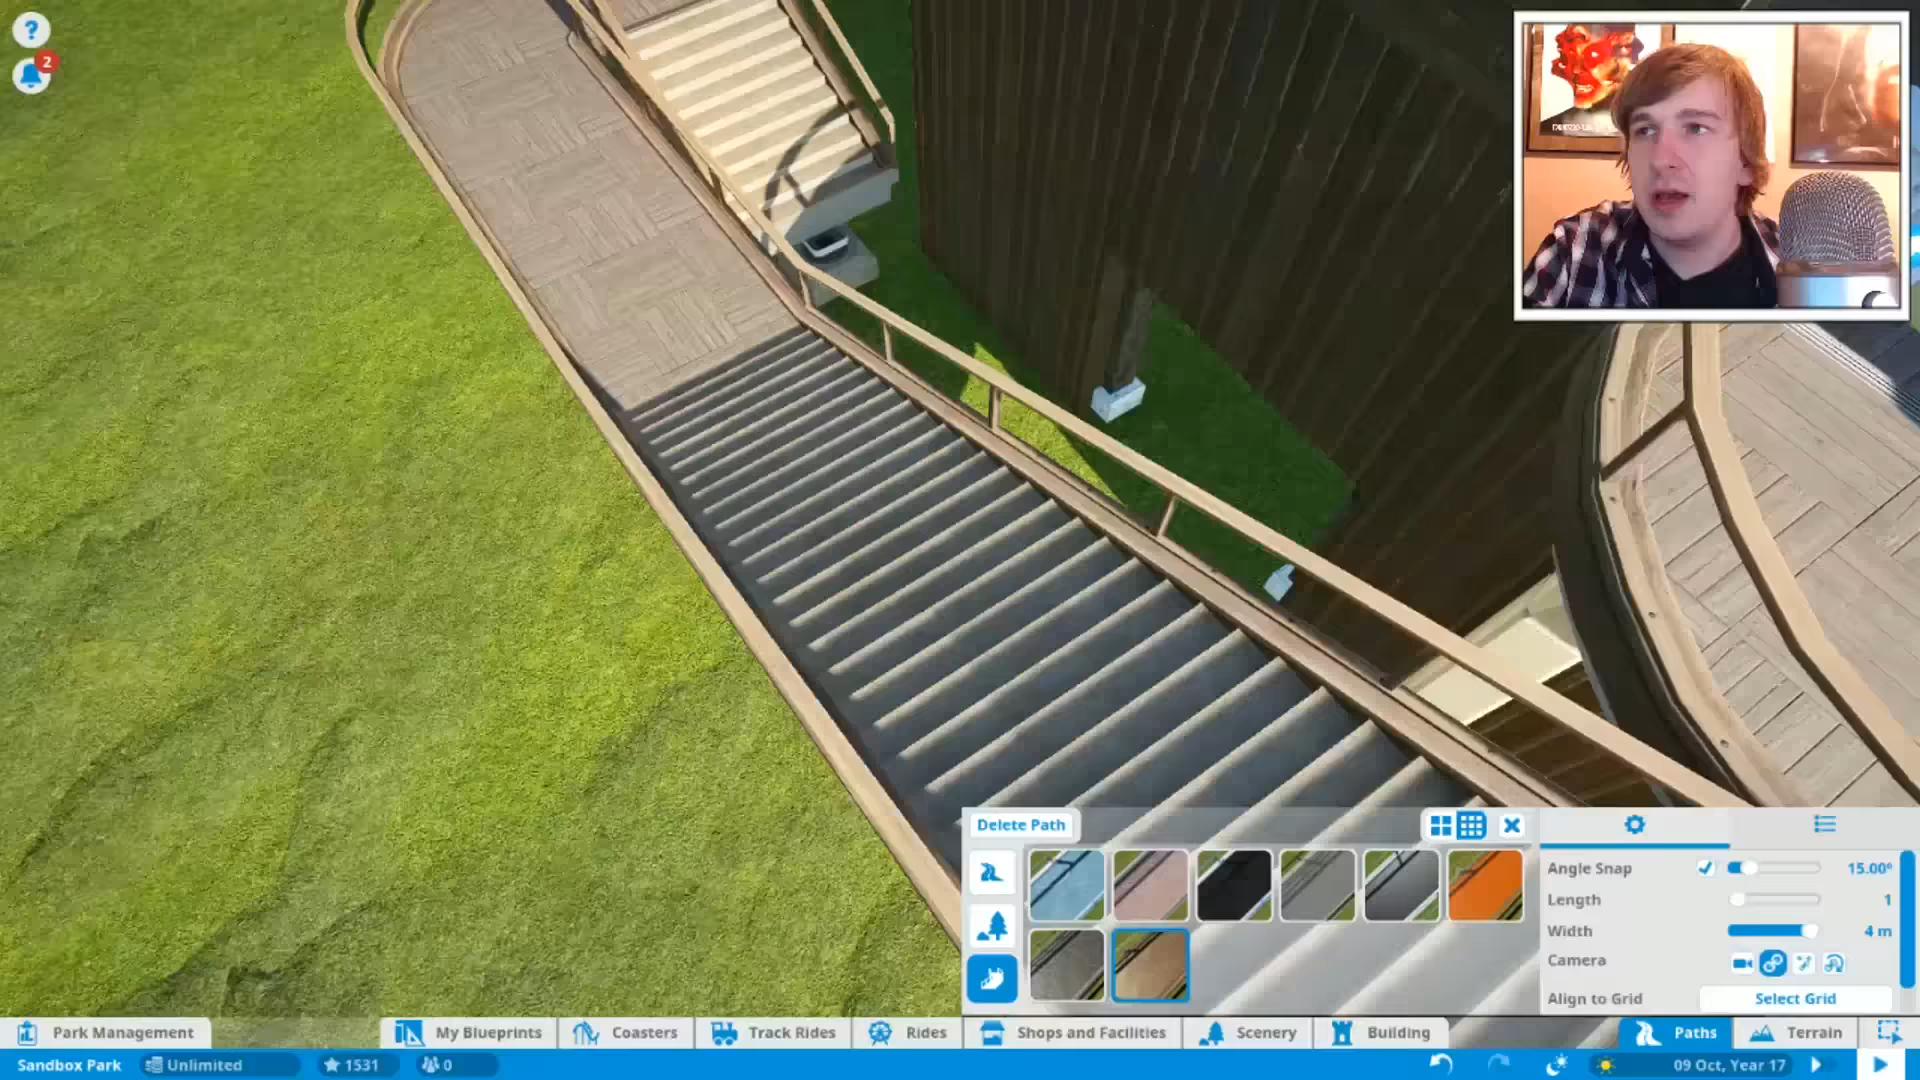 ?
2
Delete Path
Angle Snap 15.00°
Length 1
Width 4 m
Camera
Align to Grid Select Grid
Park Management My Blueprints Coasters Track Rides Rides Shops and Facilities Scenery Building Paths Terrain
Sandbox Park Unlimited 1531 0 09 Oct, Year 17